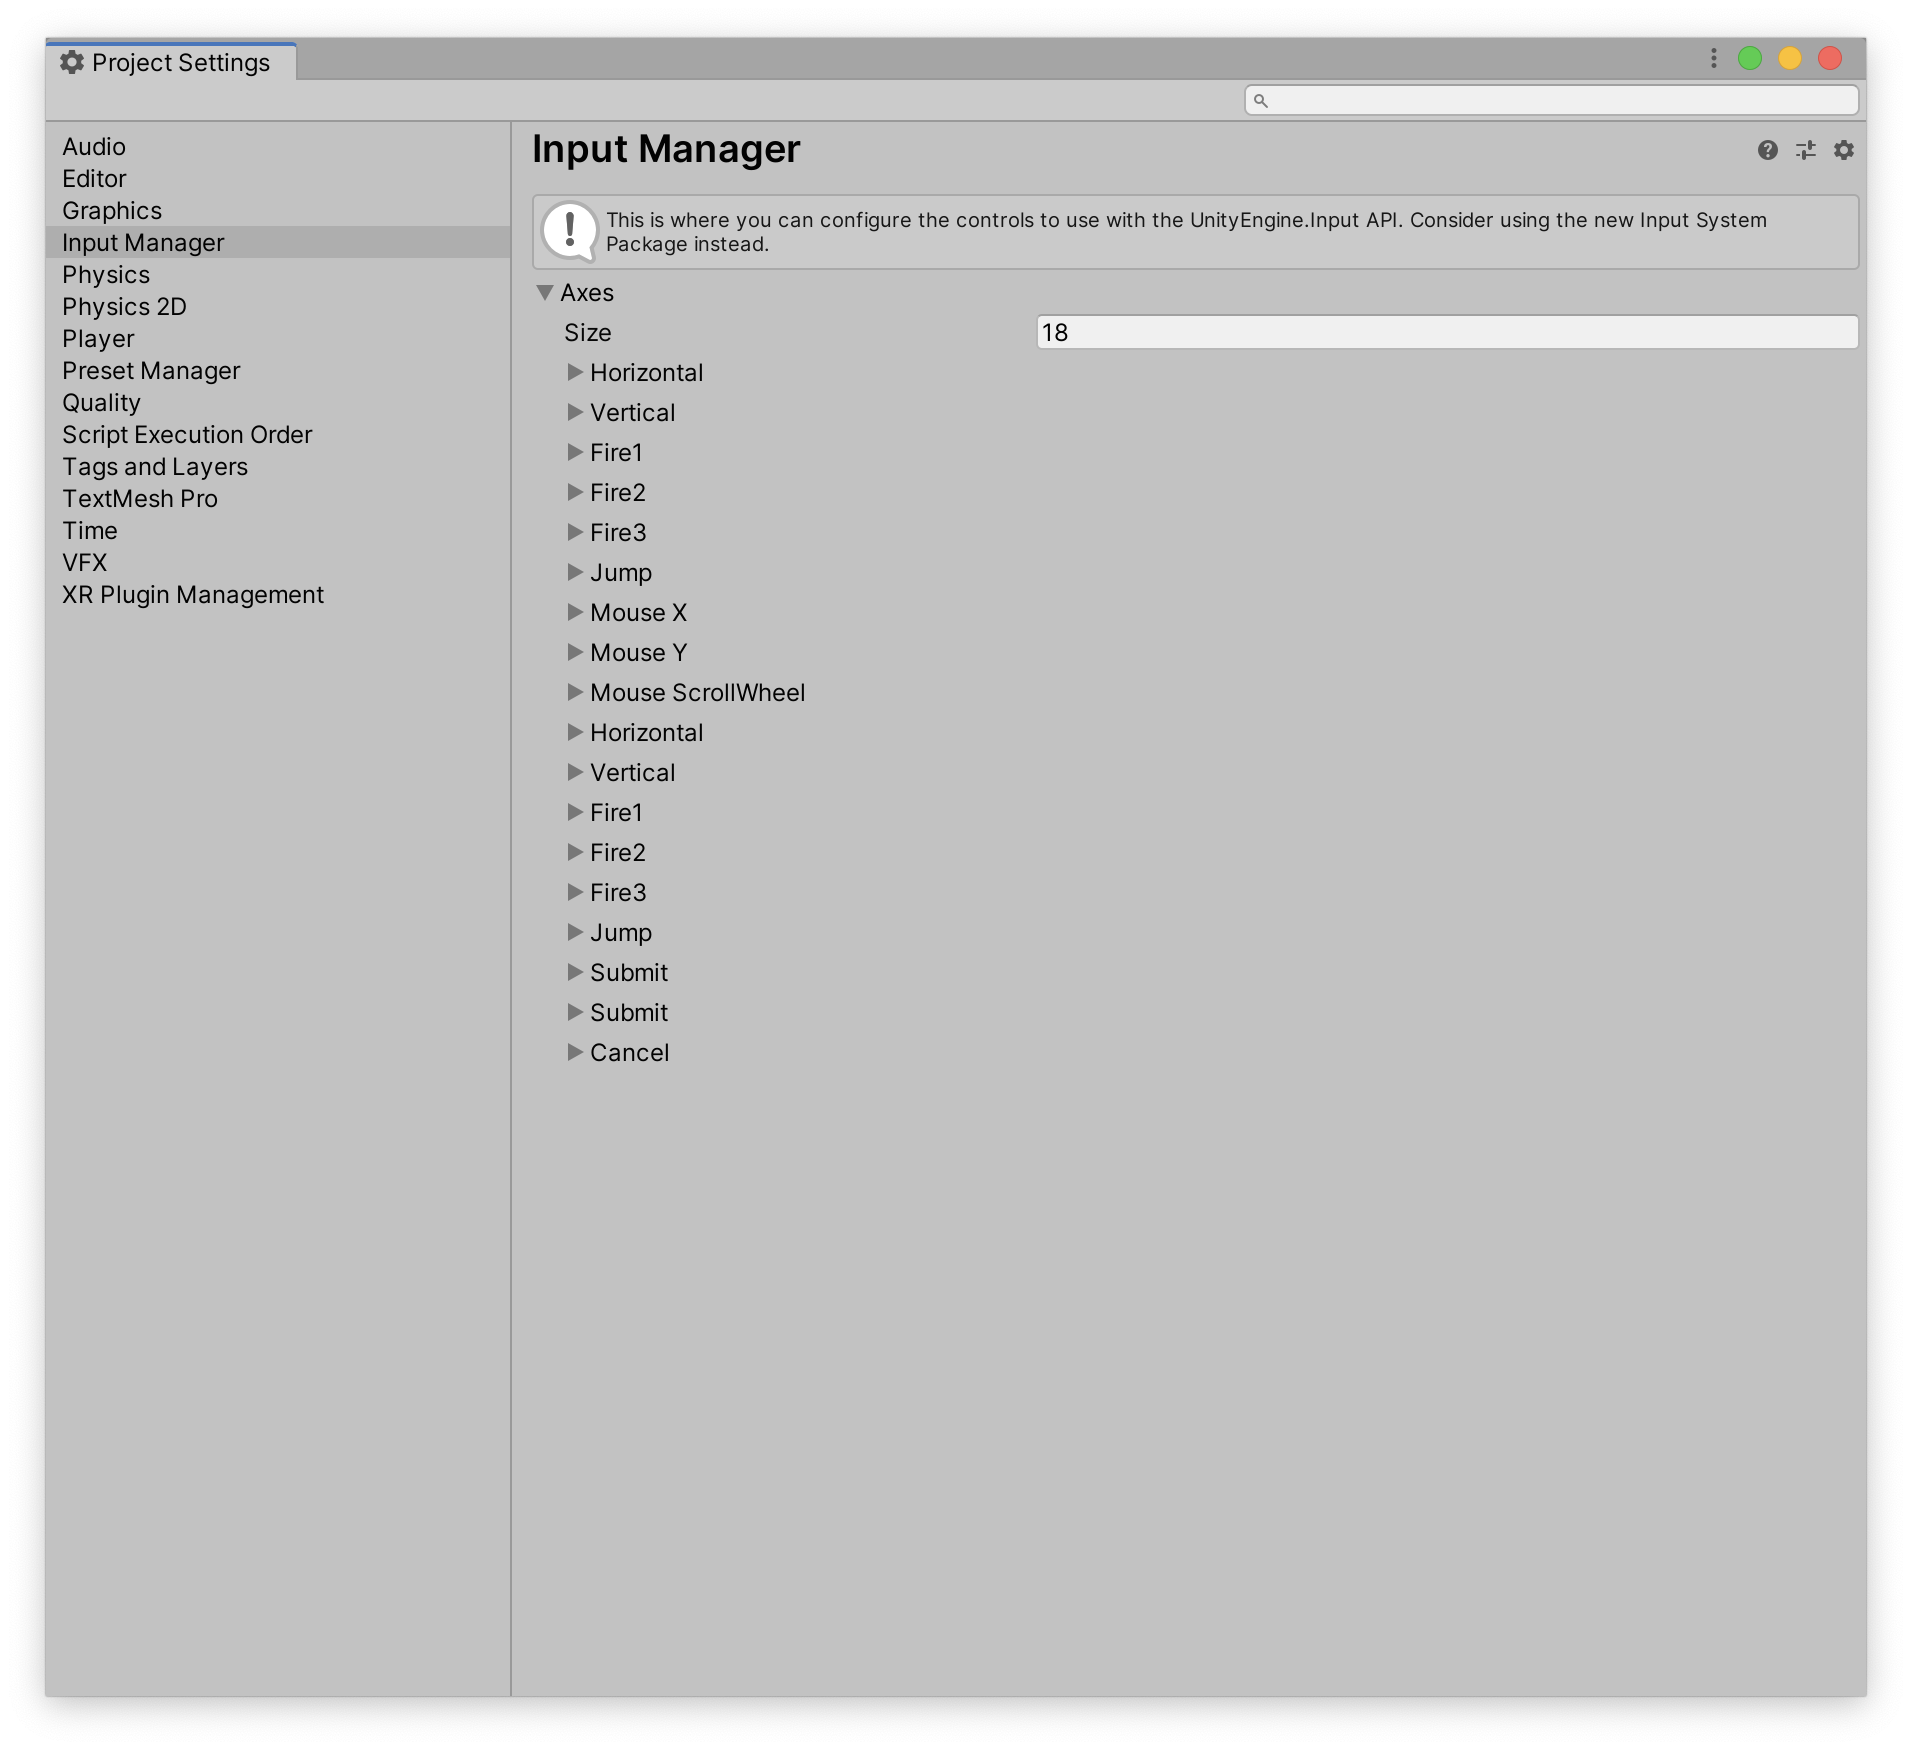 Project Settings
Audio
Editor
Graphics
Input Manager
Physics
Physics 2D
Player
Preset Manager
Quality
Script Execution Order
Tags and Layers
TextMesh Pro
Time
VFX
XR Plugin Management
Input Manager
This is where you can configure the controls to use with the UnityEngine.Input API. Consider using the new Input System
Package instead.
Axes
Size 18
Horizontal
Vertical
Fire1
Fire2
Fire3
Jump
Mouse X
Mouse Y
Mouse ScrollWheel
Horizontal
Vertical
Fire1
Fire2
Fire3
Jump
Submit
Submit
Cancel